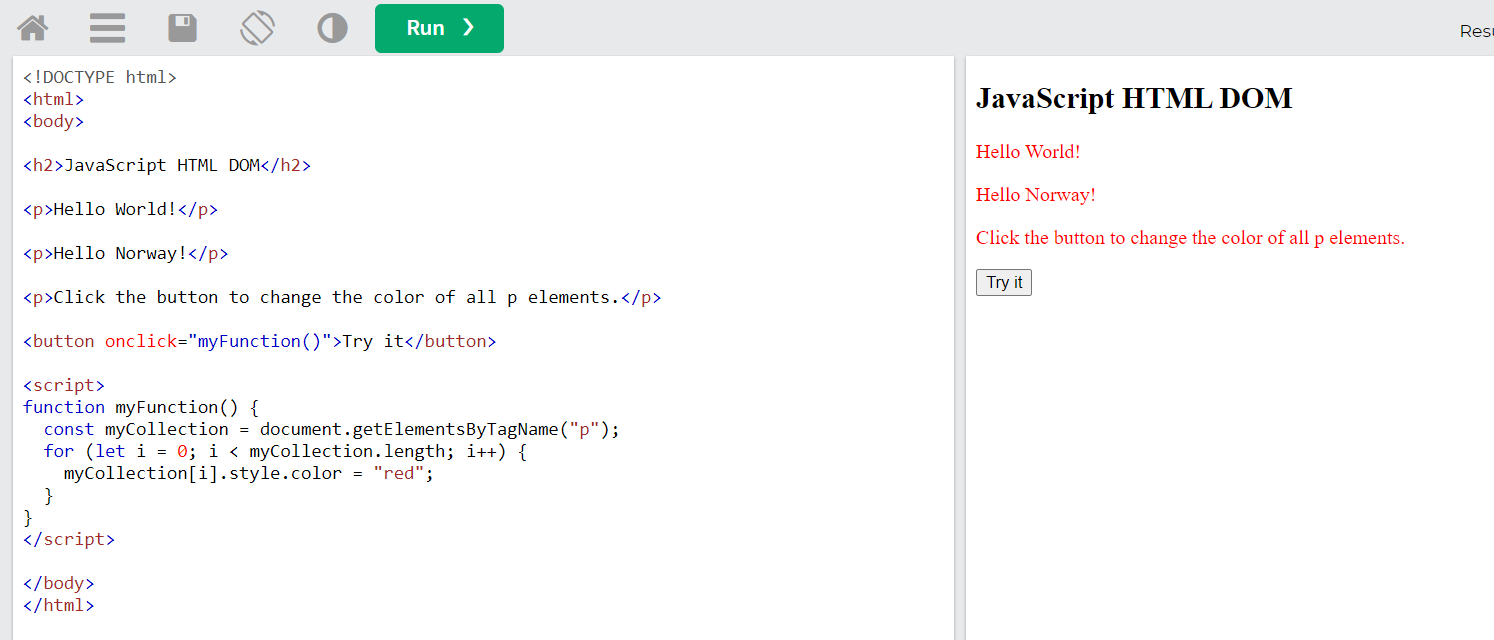 Run ❯
Resu
<!DOCTYPE html>
<html>
<body>
<h2>JavaScript HTML DOM</h2>
<p>Hello World!</p>
<p>Hello Norway!</p>
<p>Click the button to change the color of all p elements.</p>
<button onclick="myFunction()">Try it</button>
<script>
function myFunction() {
  const myCollection = document.getElementsByTagName("p");
  for (let i = 0; i < myCollection.length; i++) {
    myCollection[i].style.color = "red";
  }
}
</script>
</body>
</html>
JavaScript HTML DOM
Hello World!
Hello Norway!
Click the button to change the color of all p elements.
Try it